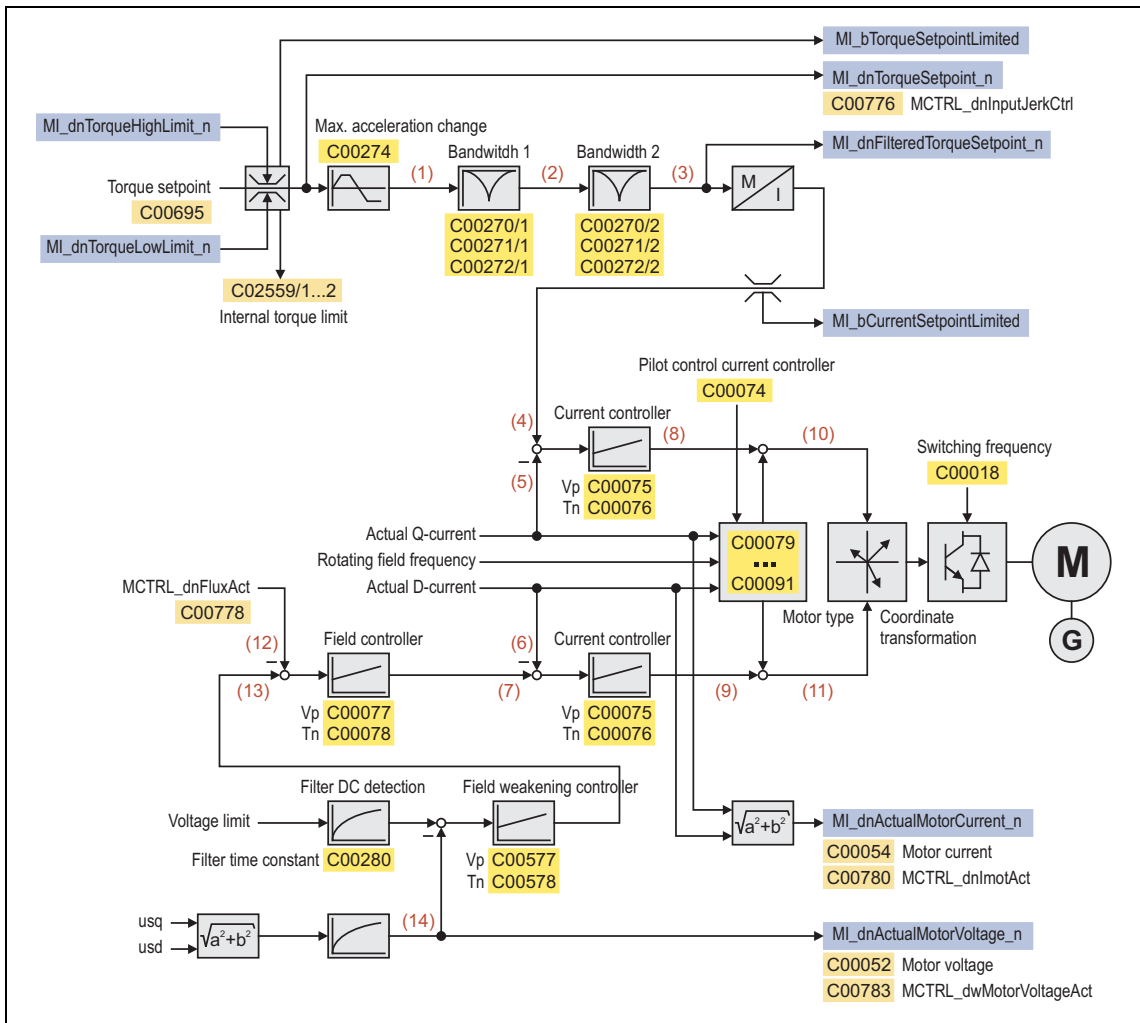 MI_bTorqueSetpointLimited
MI_dnTorqueSetpoint_n
C00776 MCTRL_dnInputJerkCtrl
MI_dnTorqueHighLimit_n
Max. acceleration change
C00274
Bandwitdh 1
Bandwidth 2
MI_dnFilteredTorqueSetpoint_n
(1)
(2)
(3)
M
I
Torque setpoint
C00695
MI_dnTorqueLowLimit_n
C00270/1
C00271/1
C00272/1
C00270/2
C00271/2
C00272/2
C02559/1...2
Internal torque limit
MI_bCurrentSetpointLimited
Pilot control current controller
C00074
(4)
Current controller
(8)
(10)
Switching frequency
C00018
–
(5)
Vp C00075
Tn C00076
Actual Q-current
Rotating field frequency
Actual D-current
C00079
...
C00091
M
G
Motor type
Coordinate
transformation
MCTRL_dnFluxAct
C00778
(12)
–
(13)
Field controller
(6)
–
(7)
Current controller
(9)
(11)
Vp C00077
Tn C00078
Vp C00075
Tn C00076
Filter DC detection
Field weakening controller
Voltage limit
–
Filter time constant C00280
Vp C00577
Tn C00578
√a²+b²
MI_dnActualMotorCurrent_n
C00054 Motor current
C00780 MCTRL_dnImotAct
usq
usd
√a²+b²
(14)
MI_dnActualMotorVoltage_n
C00052 Motor voltage
C00783 MCTRL_dwMotorVoltageAct